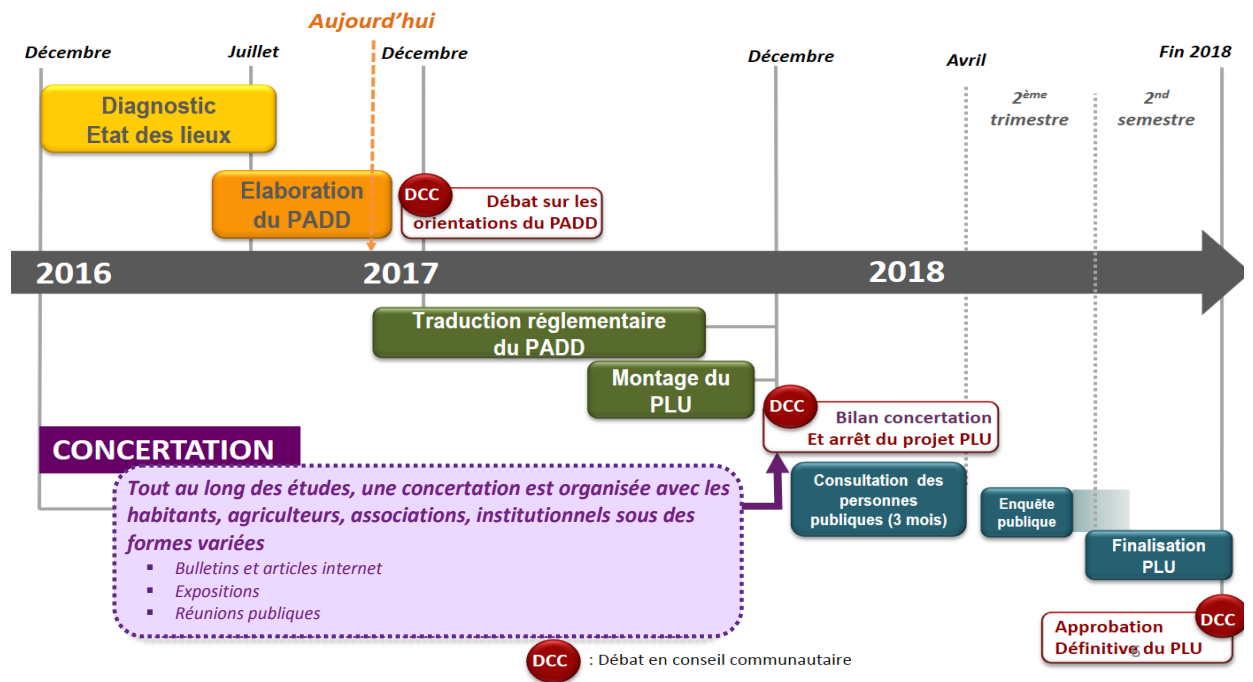 Aujourd'hui
Décembre
Juillet
Décembre
Décembre
Avril
Fin 2018
Diagnostic
Etat des lieux
2ème
trimestre
2nd
semestre
Elaboration
du PADD
DCC
Débat sur les
orientations du PADD
2016
2017
2018
Traduction réglementaire
du PADD
Montage du
PLU
DCC
Bilan concertation
Et arrêt du projet PLU
CONCERTATION
Tout au long des études, une concertation est organisée avec les
habitants, agriculteurs, associations, institutionnels sous des
formes variées
▪ Bulletins et articles internet
▪ Expositions
▪ Réunions publiques
Consultation des
personnes
publiques (3 mois)
Enquête
publique
Finalisation
PLU
DCC
Approbation
Définitive du PLU
6
DCC : Débat en conseil communautaire